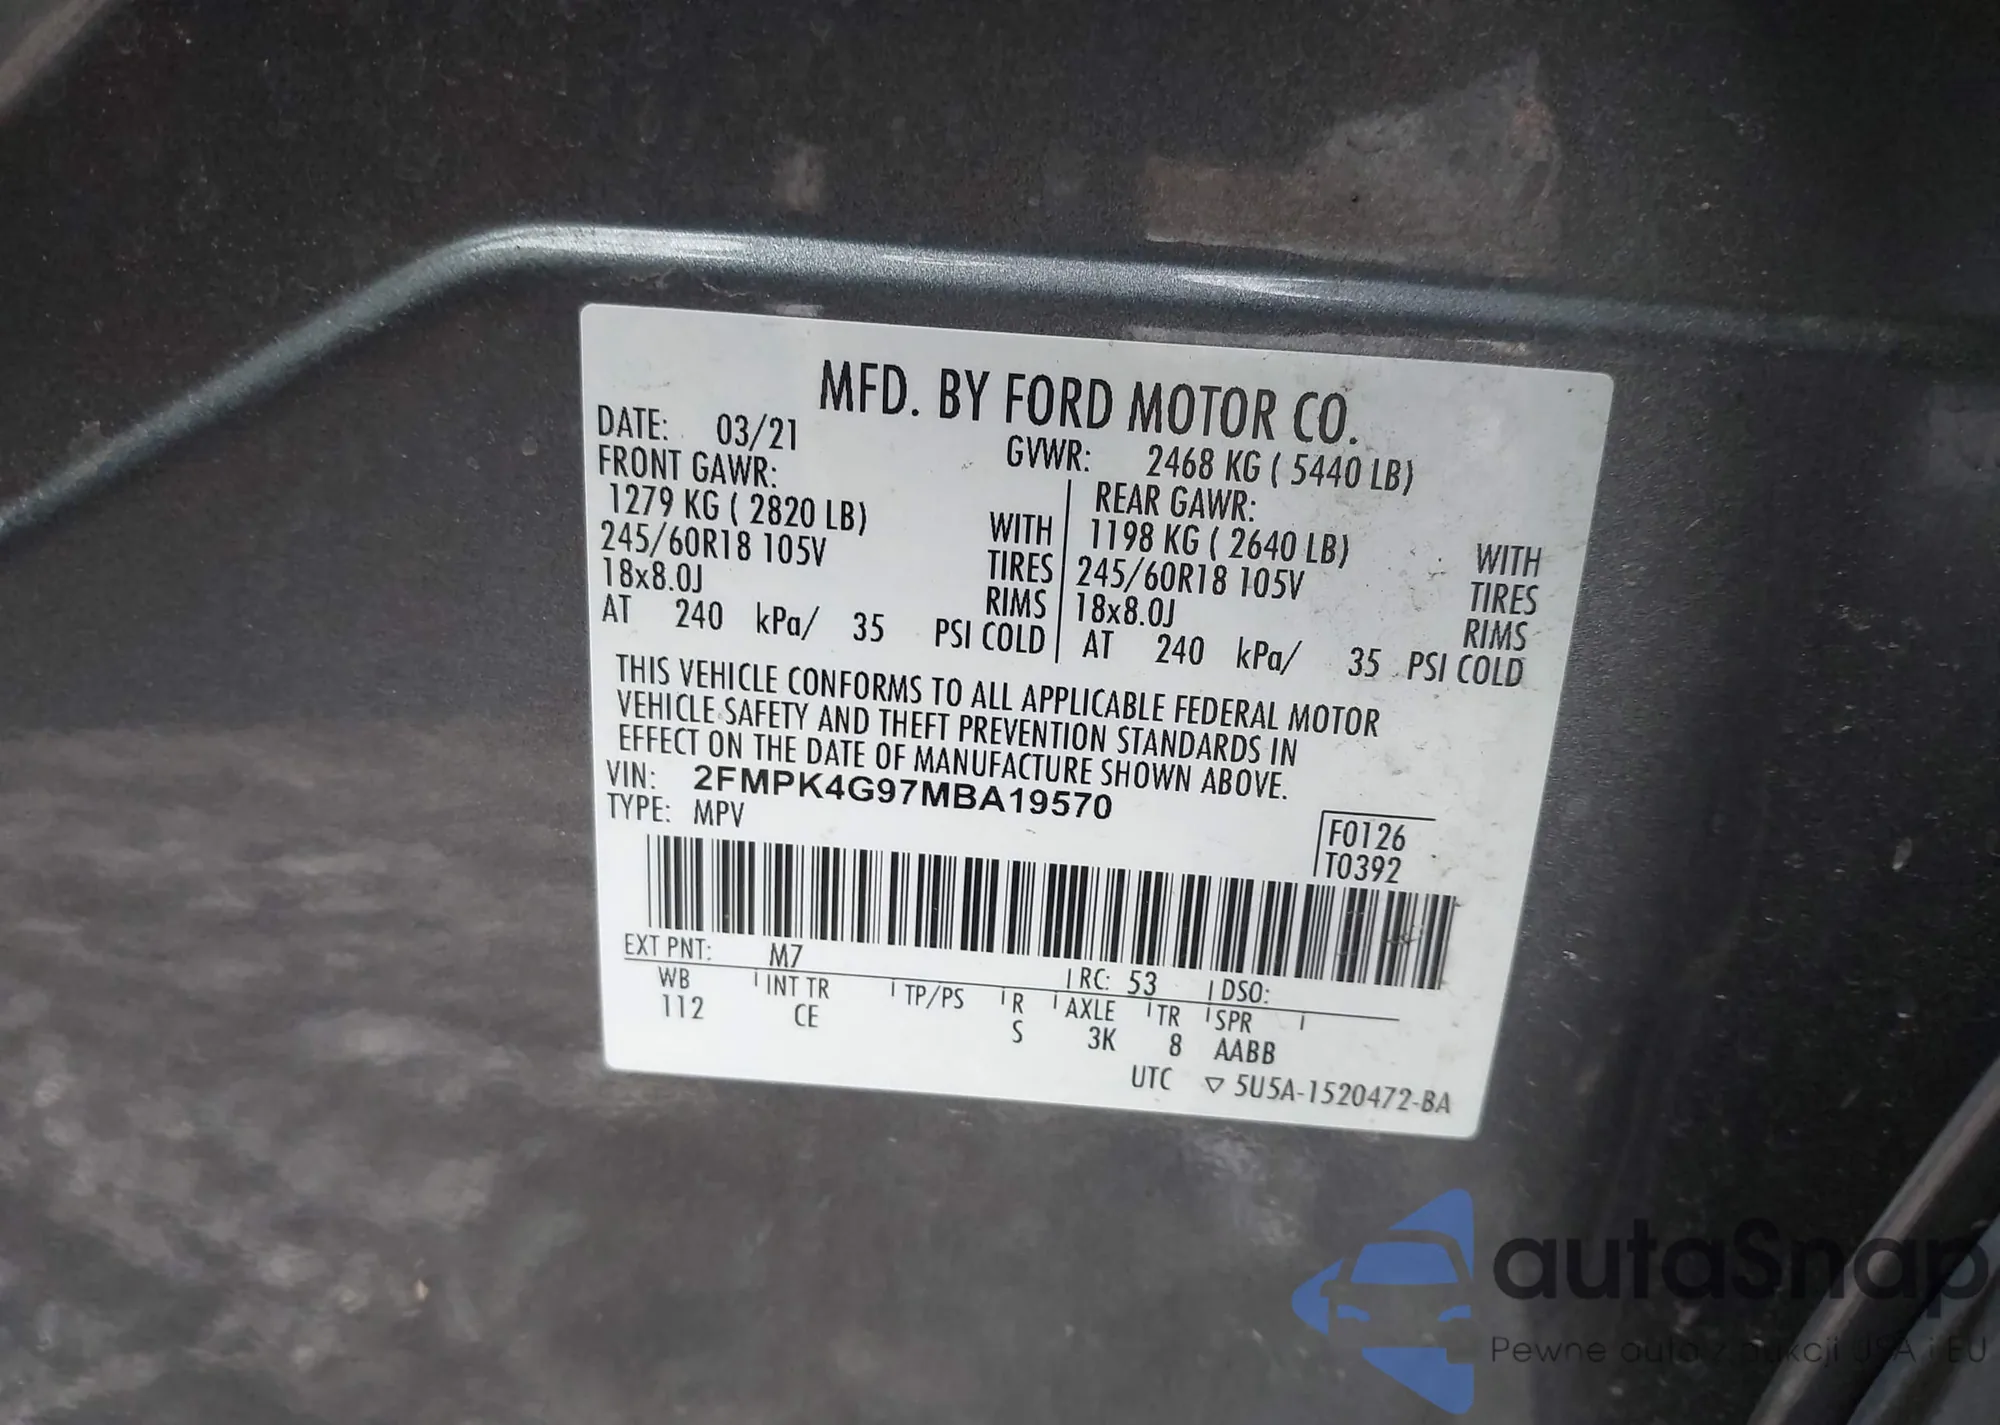 MFD. BY FORD MOTOR CO.
DATE: 03/21 GVWR: 2468 KG ( 5440 LB)
FRONT GAWR: REAR GAWR:
1279 KG ( 2820 LB) WITH 1198 KG ( 2640 LB) WITH
245/60R18 105V TIRES 245/60R18 105V TIRES
18x8.0J RIMS 18x8.0J RIMS
AT 240 kPa/ 35 PSI COLD AT 240 kPa/ 35 PSI COLD
THIS VEHICLE CONFORMS TO ALL APPLICABLE FEDERAL MOTOR
VEHICLE SAFETY AND THEFT PREVENTION STANDARDS IN
EFFECT ON THE DATE OF MANUFACTURE SHOWN ABOVE.
VIN: 2FMPK4G97MBA19570
TYPE: MPV
F0126
T0392
EXT PNT: M7 RC: 53 DSO:
WB INT TR TP/PS R AXLE TR SPR
112 CE S 3K 8 AABB
UTC ▽ 5U5A-1520472-BA
autaSnap
Pewne auta z aukcji USA i EU